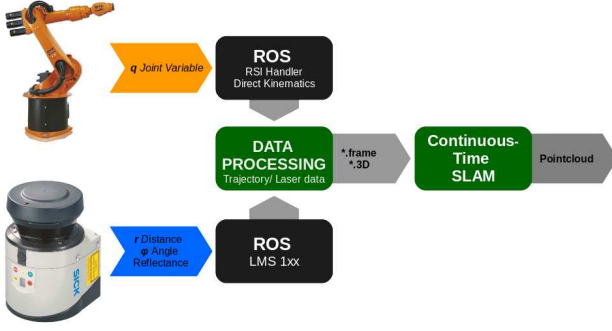 q Joint Variable
ROS
RSI Handler
Direct Kinematics
DATA
PROCESSING
Trajectory/ Laser data
*.frame
*.3D
Continuous-
Time
SLAM
Pointcloud
r Distance
φ Angle
Reflectance
ROS
LMS 1xx
SICK